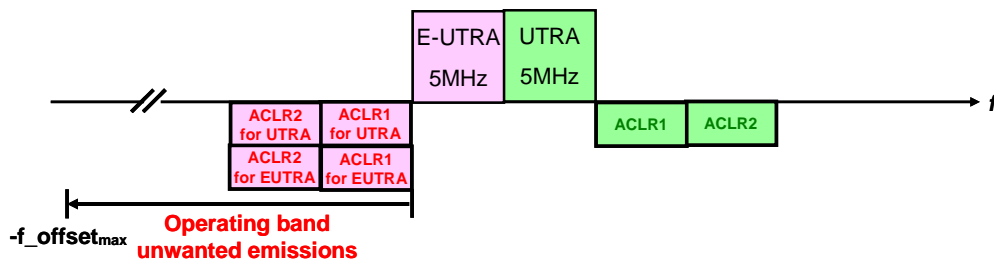 E-UTRA
5MHz
UTRA
5MHz
f
ACLR2
for UTRA
ACLR1
for UTRA
ACLR1
ACLR2
ACLR2
for EUTRA
ACLR1
for EUTRA
-f_offsetmax
Operating band
unwanted emissions